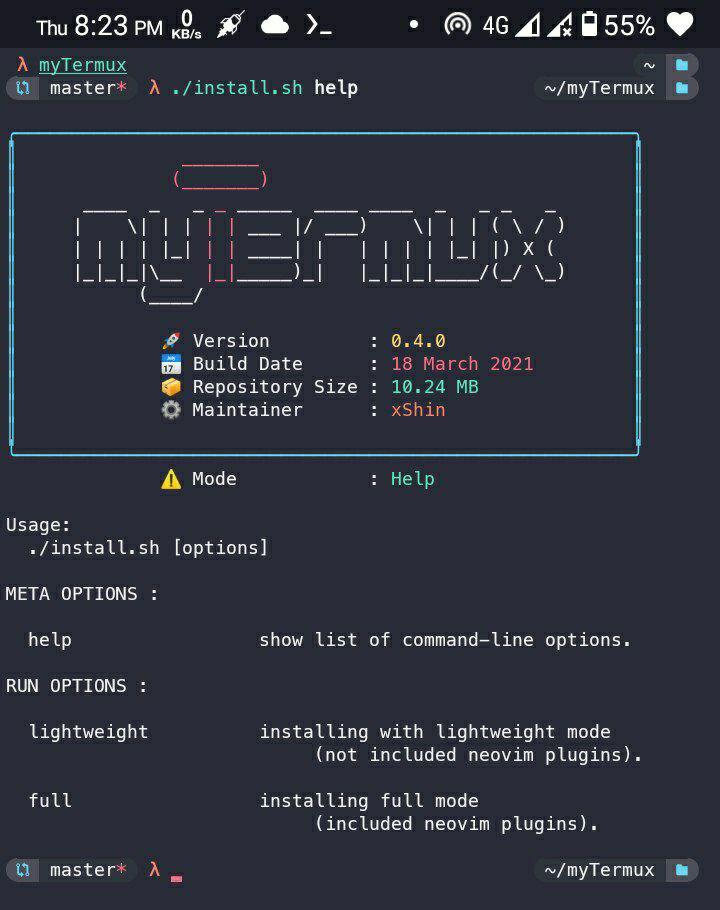 Thu 8:23 PM 0 KB/s 4G 55%
λ myTermux ~
master* λ ./install.sh help ~/myTermux
myTermux
Version : 0.4.0
Build Date : 18 March 2021
Repository Size : 10.24 MB
Maintainer : xShin
Mode : Help
Usage:
./install.sh [options]
META OPTIONS :
help show list of command-line options.
RUN OPTIONS :
lightweight installing with lightweight mode
(not included neovim plugins).
full installing full mode
(included neovim plugins).
master* λ _ ~/myTermux